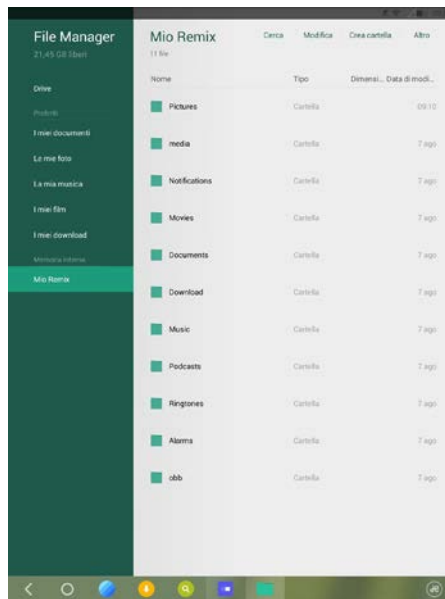 File Manager
21,45 GB liberi
Drive
Preferiti
I miei documenti
Le mie foto
La mia musica
I miei film
I miei download
Memoria interna
Mio Remix
Mio Remix
11 file
Cerca Modifica Crea cartella Altro
Nome Tipo Dimensi... Data di modi...
Pictures Cartella 09:10
media Cartella 7 ago
Notifications Cartella 7 ago
Movies Cartella 7 ago
Documents Cartella 7 ago
Download Cartella 7 ago
Music Cartella 7 ago
Podcasts Cartella 7 ago
Ringtones Cartella 7 ago
Alarms Cartella 7 ago
obb Cartella 7 ago